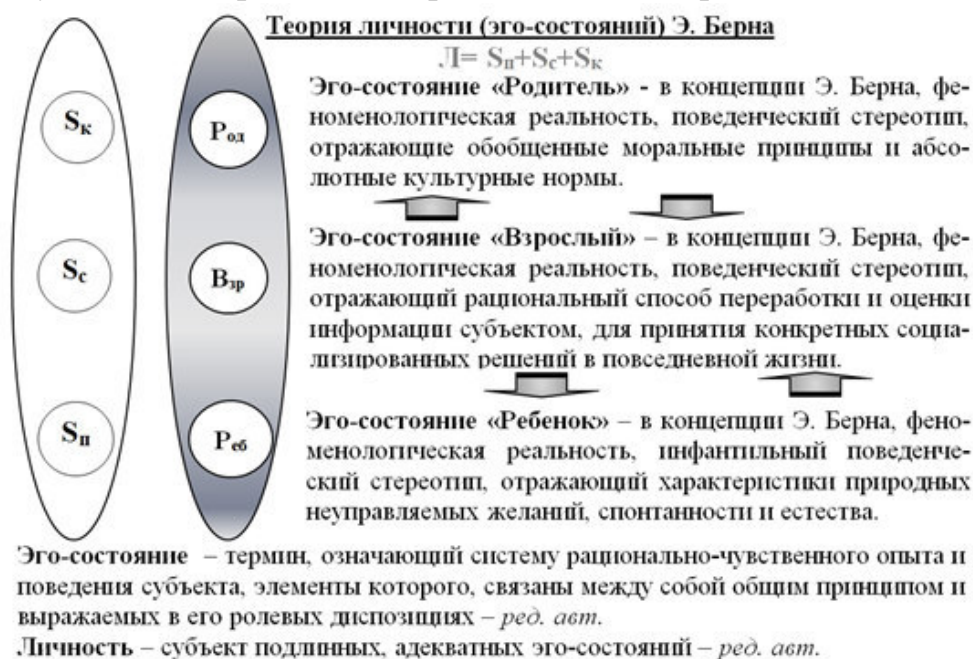 Теория личности (эго-состояний) Э. Берна
Л= Sп+Sс+Sк
Sк
Род
Эго-состояние «Родитель» - в концепции Э. Берна, фе-
номенологическая реальность, поведенческий стереотип,
отражающие обобщенные моральные принципы и абсо-
лютные культурные нормы.
Sс
Взр
Эго-состояние «Взрослый» – в концепции Э. Берна, фе-
номенологическая реальность, поведенческий стереотип,
отражающий рациональный способ переработки и оценки
информации субъектом, для принятия конкретных социа-
лизированных решений в повседневной жизни.
Sп
Реб
Эго-состояние «Ребенок» – в концепции Э. Берна, фено-
менологическая реальность, инфантильный поведенче-
ский стереотип, отражающий характеристики природных
неуправляемых желаний, спонтанности и естества.
Эго-состояние – термин, означающий систему рационально-чувственного опыта и
поведения субъекта, элементы которого, связаны между собой общим принципом и
выражаемых в его ролевых диспозициях – ред. авт.
Личность – субъект подлинных, адекватных эго-состояний – ред. авт.